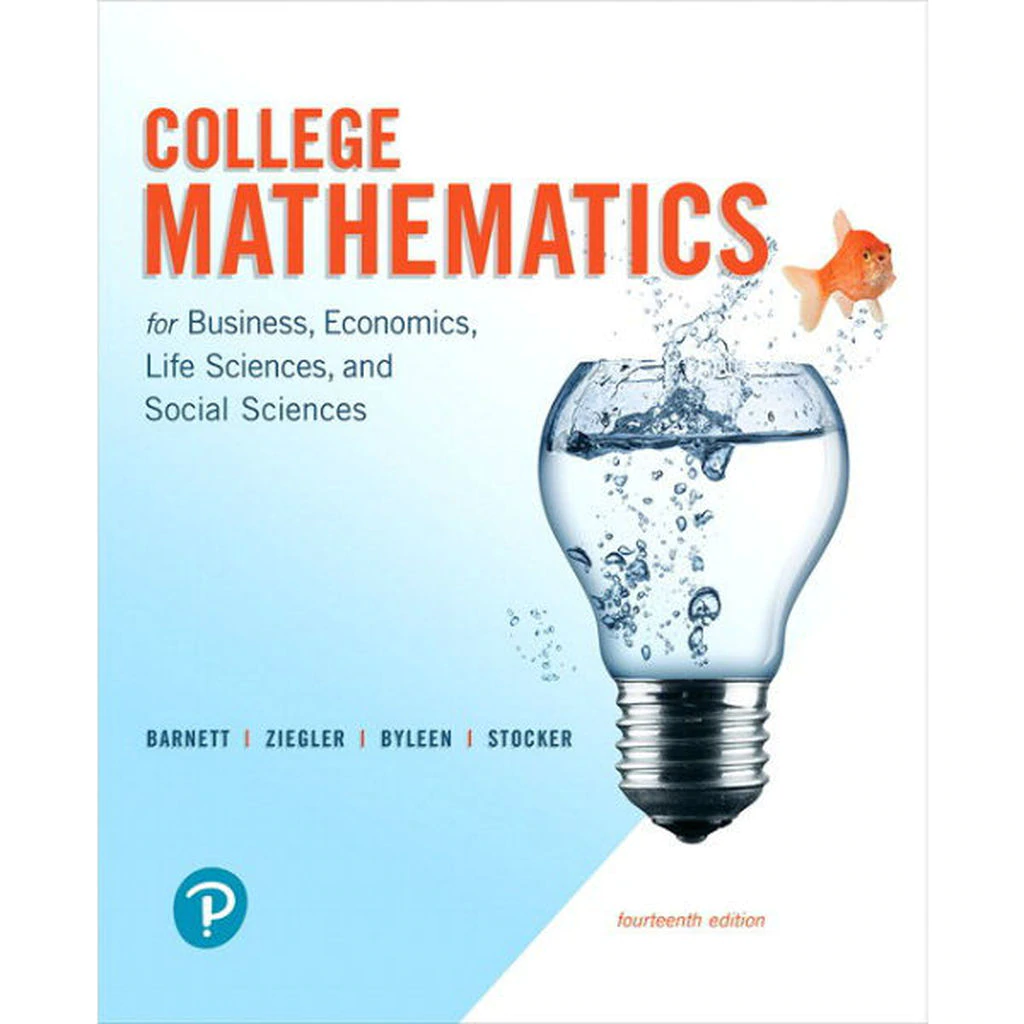 COLLEGE
MATHEMATICS
for Business, Economics,
Life Sciences, and
Social Sciences
BARNETT | ZIEGLER | BYLEEN | STOCKER
P
fourteenth edition